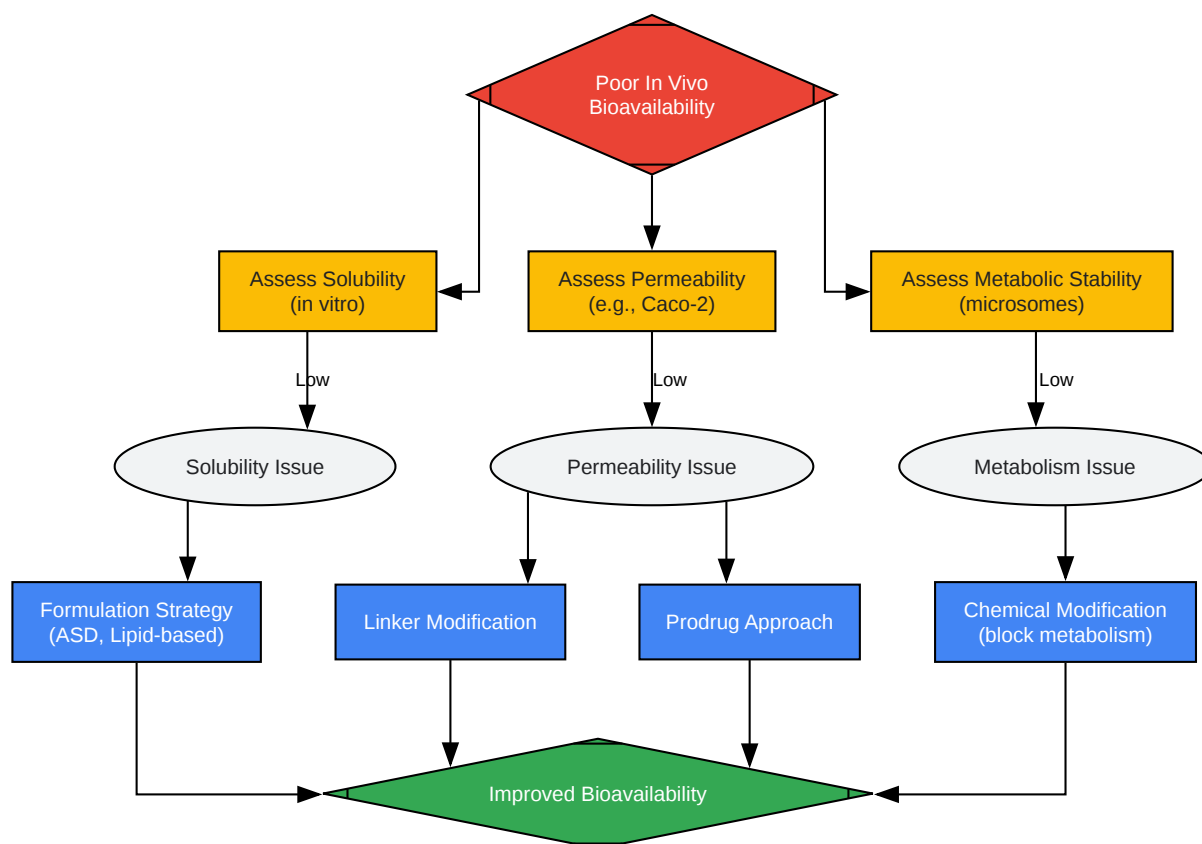 Poor In Vivo
Bioavailability
Assess Solubility
(in vitro)
Assess Permeability
(e.g., Caco-2)
Assess Metabolic Stability
(microsomes)
Low
Low
Low
Solubility Issue
Permeability Issue
Metabolism Issue
Formulation Strategy
(ASD, Lipid-based)
Linker Modification
Prodrug Approach
Chemical Modification
(block metabolism)
Improved Bioavailability